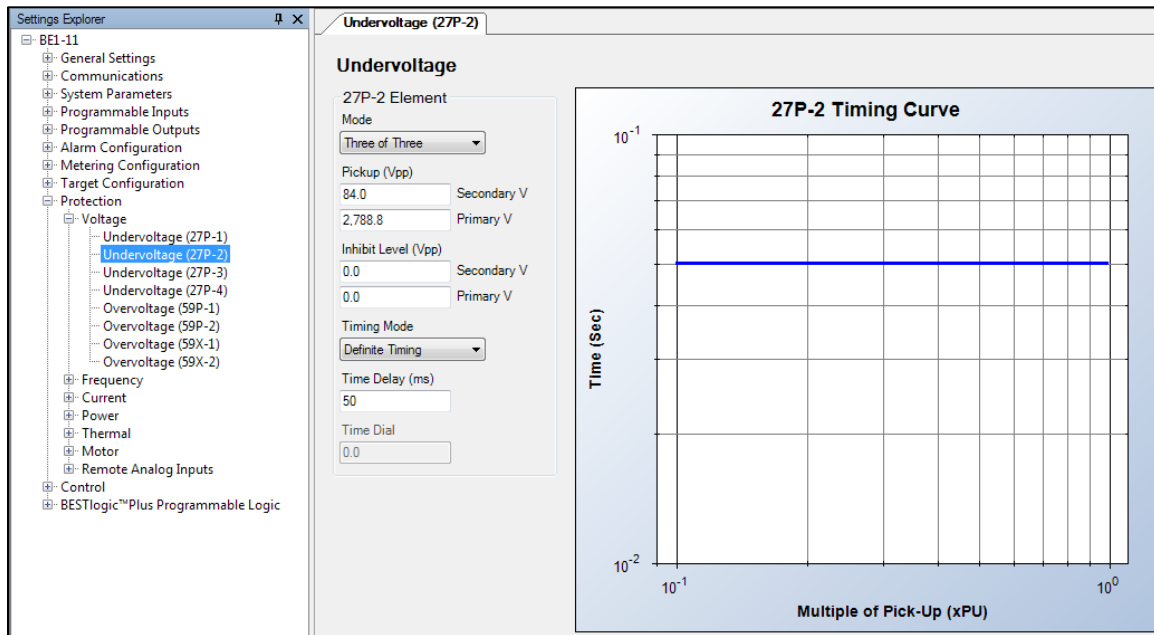 Settings Explorer
BE1-11
General Settings
Communications
System Parameters
Programmable Inputs
Programmable Outputs
Alarm Configuration
Metering Configuration
Target Configuration
Protection
Voltage
Undervoltage (27P-1)
Undervoltage (27P-2)
Undervoltage (27P-3)
Undervoltage (27P-4)
Overvoltage (59P-1)
Overvoltage (59P-2)
Overvoltage (59X-1)
Overvoltage (59X-2)
Frequency
Current
Power
Thermal
Motor
Remote Analog Inputs
Control
BESTlogic™Plus Programmable Logic
Undervoltage (27P-2)
Undervoltage
27P-2 Element
Mode
Three of Three
Pickup (Vpp)
84.0 Secondary V
2,788.8 Primary V
Inhibit Level (Vpp)
0.0 Secondary V
0.0 Primary V
Timing Mode
Definite Timing
Time Delay (ms)
50
Time Dial
0.0
27P-2 Timing Curve
10⁻¹
Time (Sec)
10⁻²
10⁻¹ 10⁰
Multiple of Pick-Up (xPU)